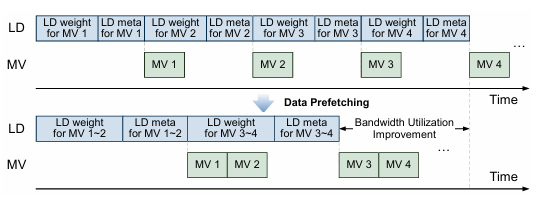 LD
LD weight for MV 1
LD meta for MV 1
LD weight for MV 2
LD meta for MV 2
LD weight for MV 3
LD meta for MV 3
LD weight for MV 4
LD meta for MV 4
...
MV
MV 1
MV 2
MV 3
MV 4
Time
Data Prefetching
LD
LD weight for MV 1~2
LD meta for MV 1~2
LD weight for MV 3~4
LD meta for MV 3~4
Bandwidth Utilization
Improvement
...
MV
MV 1
MV 2
MV 3
MV 4
Time